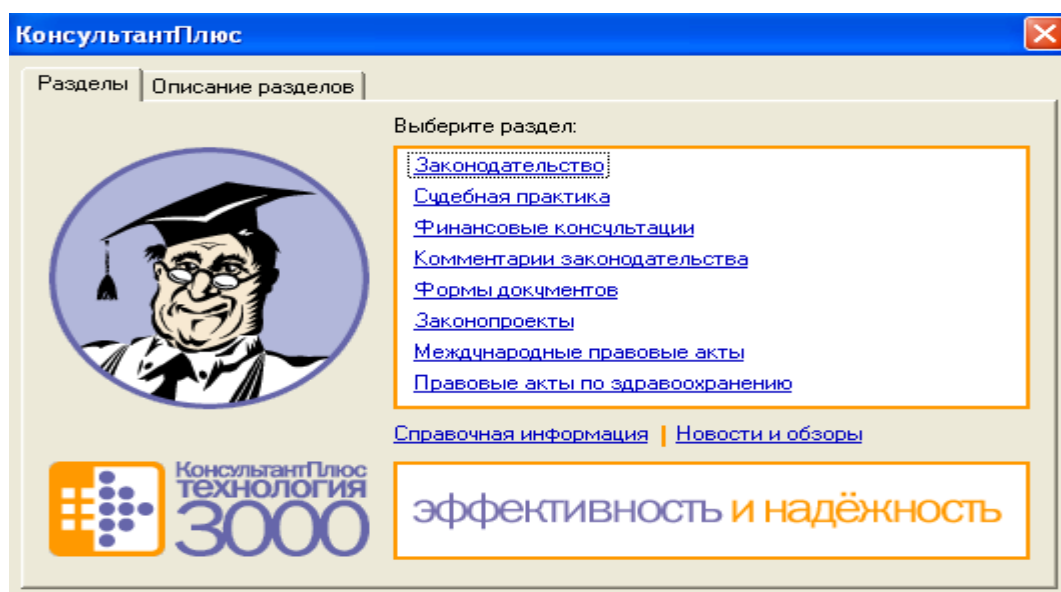 КонсультантПлюс
Разделы Описание разделов
Выберите раздел:
Законодательство
Судебная практика
Финансовые консультации
Комментарии законодательства
Формы документов
Законопроекты
Международные правовые акты
Правовые акты по здравоохранению
Справочная информация | Новости и обзоры
КонсультантПлюс
ТЕХНОЛОГИЯ
3000
эффективность и надёжность